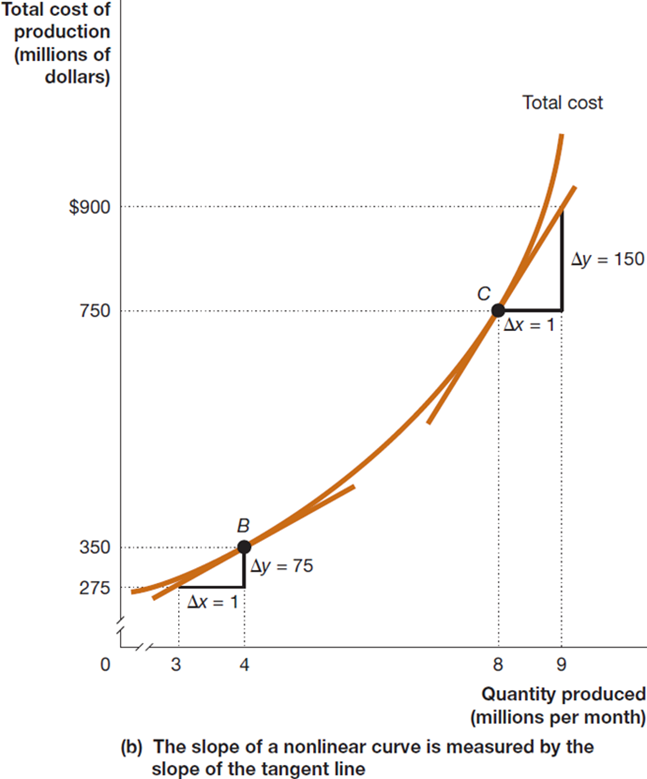 Total cost of
production
(millions of
dollars)
Total cost
$900
Δy = 150
C
750
Δx = 1
B
350
Δy = 75
275
Δx = 1
0 3 4 8 9
Quantity produced
(millions per month)
(b) The slope of a nonlinear curve is measured by the
slope of the tangent line